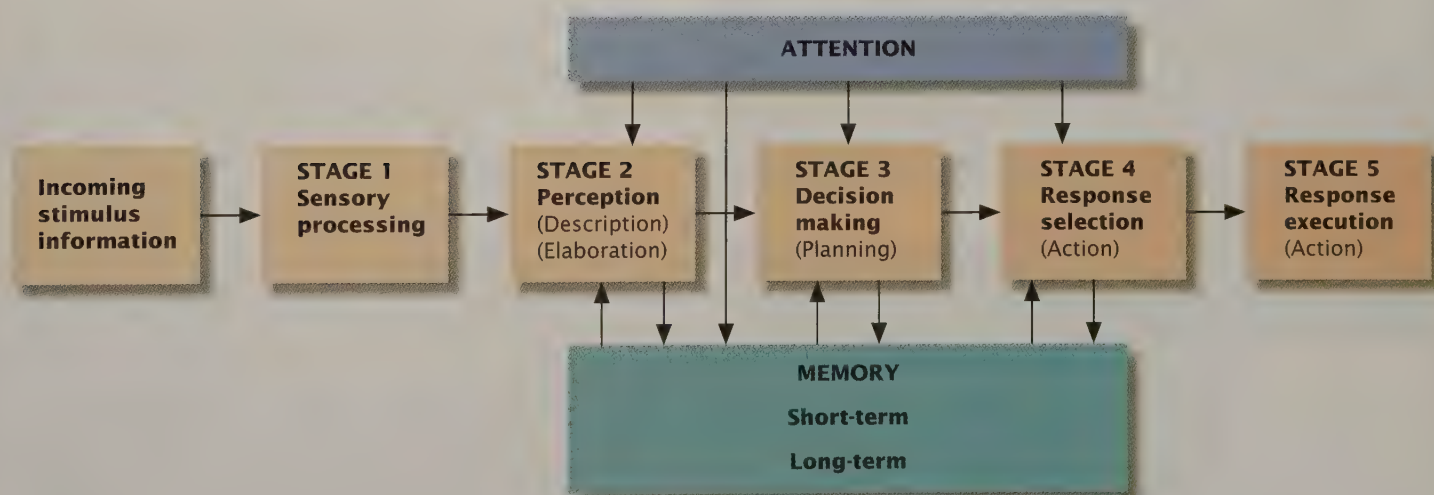 ATTENTION
Incoming
stimulus
information
STAGE 1
Sensory
processing
STAGE 2
Perception
(Description)
(Elaboration)
STAGE 3
Decision
making
(Planning)
STAGE 4
Response
selection
(Action)
STAGE 5
Response
execution
(Action)
MEMORY
Short-term
Long-term